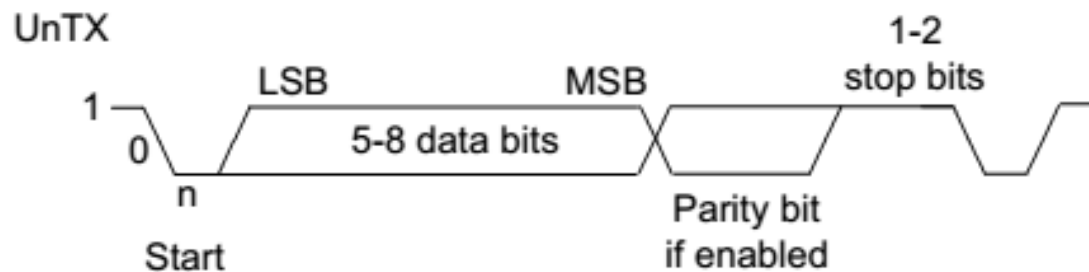 UnTX
1-2
stop bits
LSB
MSB
1
0
5-8 data bits
n
Start
Parity bit
if enabled